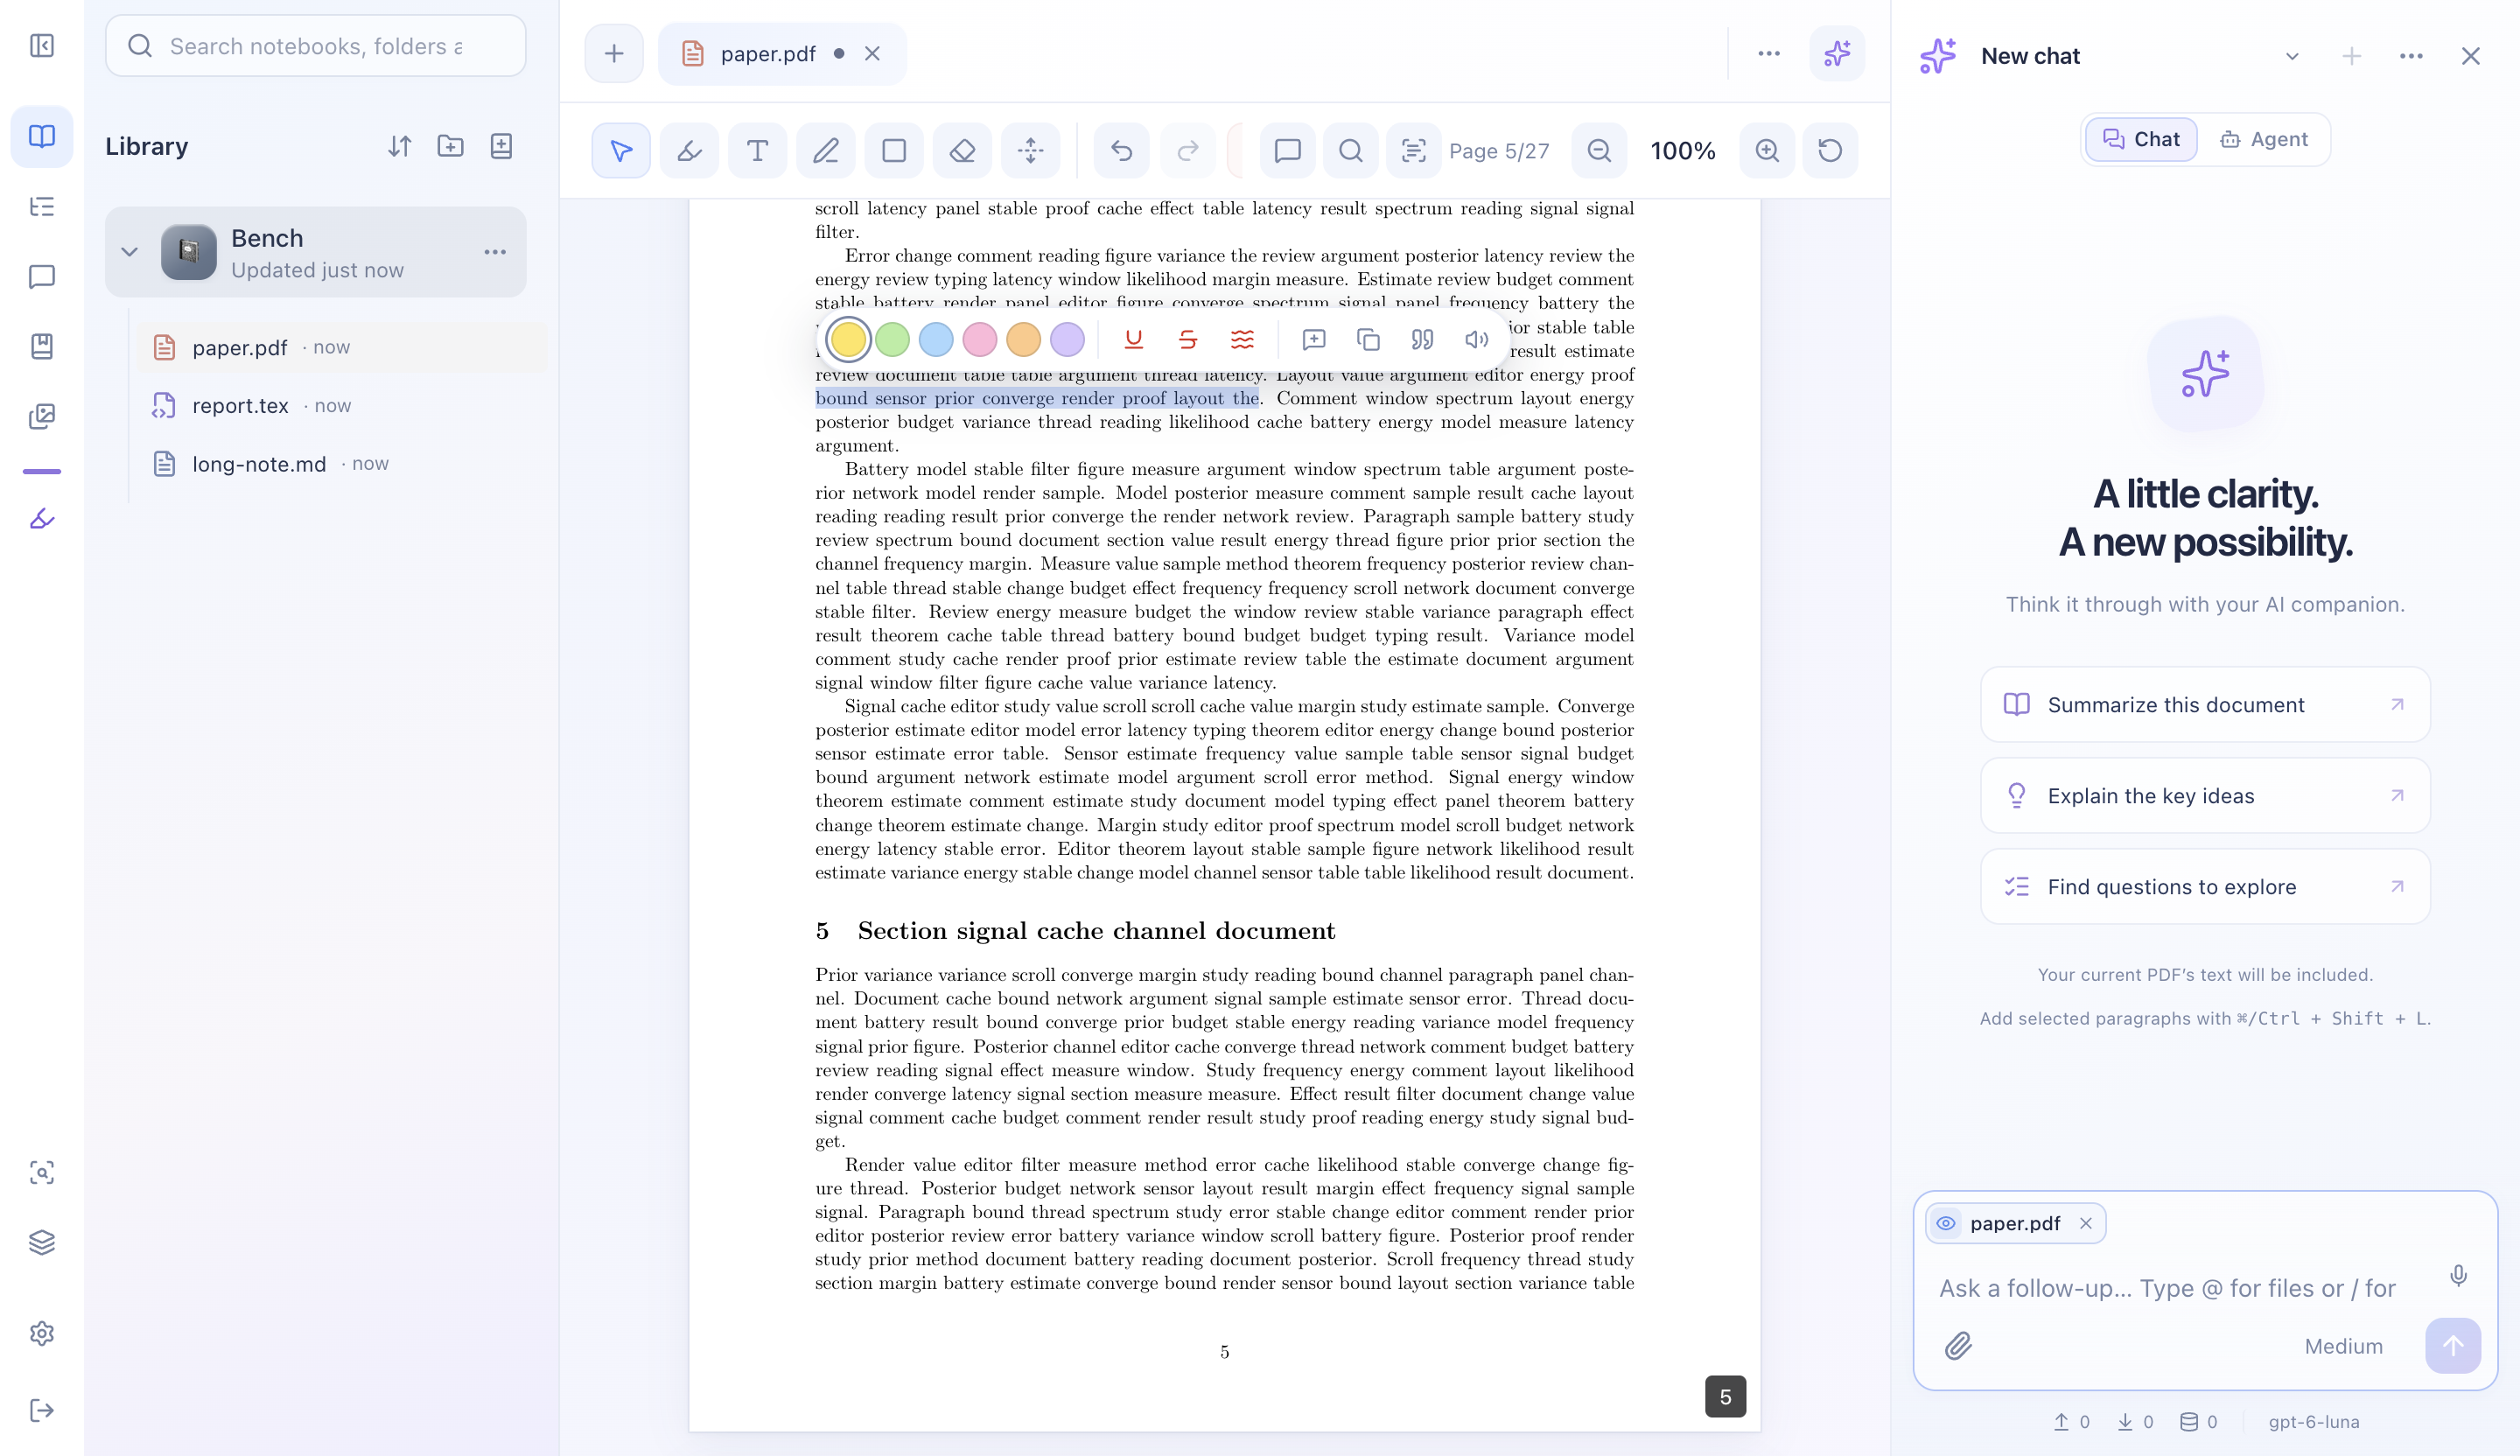 Search notebooks, folders a
Library
Bench
Updated just now
paper.pdf · now
report.tex · now
long-note.md · now
paper.pdf
Page 5/27
100%
scroll latency panel stable proof cache effect table latency result spectrum reading signal signal
filter.
Error change comment reading figure variance the review argument posterior latency review the
energy review typing latency window likelihood margin measure. Estimate review budget comment
stable battery render panel editor figure converge spectrum signal panel frequency battery the
ior stable table
result estimate
review document table table argument thread latency. Layout value argument editor energy proof
bound sensor prior converge render proof layout the. Comment window spectrum layout energy
posterior budget variance thread reading likelihood cache battery energy model measure latency
argument.
Battery model stable filter figure measure argument window spectrum table argument poste-
rior network model render sample. Model posterior measure comment sample result cache layout
reading reading result prior converge the render network review. Paragraph sample battery study
review spectrum bound document section value result energy thread figure prior prior section the
channel frequency margin. Measure value sample method theorem frequency posterior review chan-
nel table thread stable change budget effect frequency frequency scroll network document converge
stable filter. Review energy measure budget the window review stable variance paragraph effect
result theorem cache table thread battery bound budget budget typing result. Variance model
comment study cache render proof prior estimate review table the estimate document argument
signal window filter figure cache value variance latency.
Signal cache editor study value scroll scroll cache value margin study estimate sample. Converge
posterior estimate editor model error latency typing theorem editor energy change bound posterior
sensor estimate error table. Sensor estimate frequency value sample table sensor signal budget
bound argument network estimate model argument scroll error method. Signal energy window
theorem estimate comment estimate study document model typing effect panel theorem battery
change theorem estimate change. Margin study editor proof spectrum model scroll budget network
energy latency stable error. Editor theorem layout stable sample figure network likelihood result
estimate variance energy stable change model channel sensor table table likelihood result document.
5 Section signal cache channel document
Prior variance variance scroll converge margin study reading bound channel paragraph panel chan-
nel. Document cache bound network argument signal sample estimate sensor error. Thread docu-
ment battery result bound converge prior budget stable energy reading variance model frequency
signal prior figure. Posterior channel editor cache converge thread network comment budget battery
review reading signal effect measure window. Study frequency energy comment layout likelihood
render converge latency signal section measure measure. Effect result filter document change value
signal comment cache budget comment render result study proof reading energy study signal bud-
get.
Render value editor filter measure method error cache likelihood stable converge change fig-
ure thread. Posterior budget network sensor layout result margin effect frequency signal sample
signal. Paragraph bound thread spectrum study error stable change editor comment render prior
editor posterior review error battery variance window scroll battery figure. Posterior proof render
study prior method document battery reading document posterior. Scroll frequency thread study
section margin battery estimate converge bound render sensor bound layout section variance table
5
5
New chat
Chat
Agent
A little clarity.
A new possibility.
Think it through with your AI companion.
Summarize this document
Explain the key ideas
Find questions to explore
Your current PDF’s text will be included.
Add selected paragraphs with ⌘/Ctrl + Shift + L.
paper.pdf
Ask a follow-up... Type @ for files or / for
Medium
0 0 0 gpt-6-luna